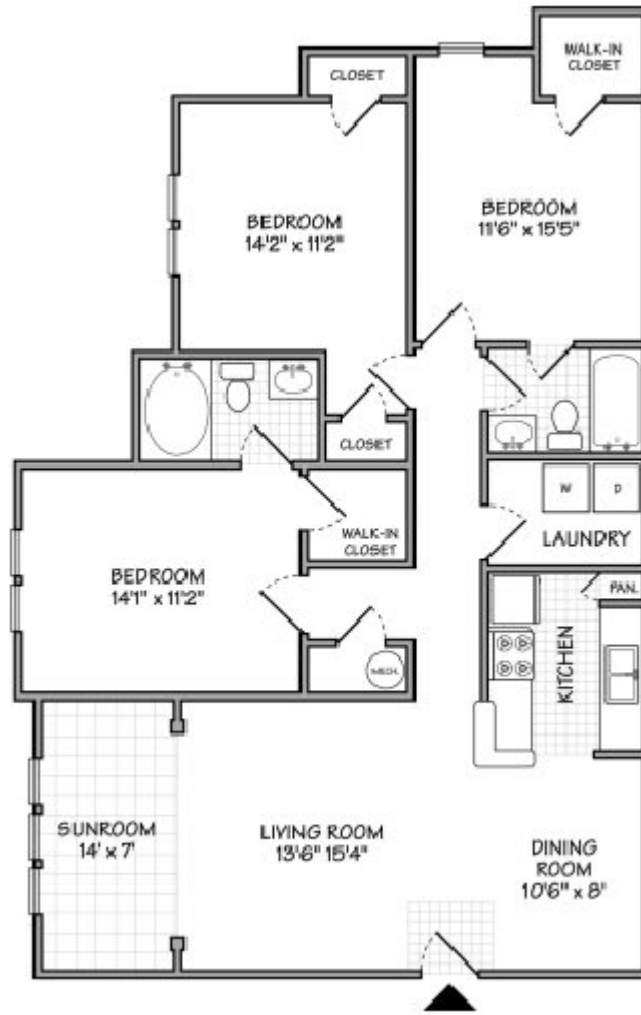 CLOSET
WALK-IN
CLOSET
BEDROOM
14'2" x 11'2"
BEDROOM
11'6" x 15'5"
CLOSET
W
D
LAUNDRY
WALK-IN
CLOSET
BEDROOM
14'1" x 11'2"
PAN.
KITCHEN
MECH.
SUNROOM
14' x 7'
LIVING ROOM
13'6" 15'4"
DINING
ROOM
10'6" x 8'